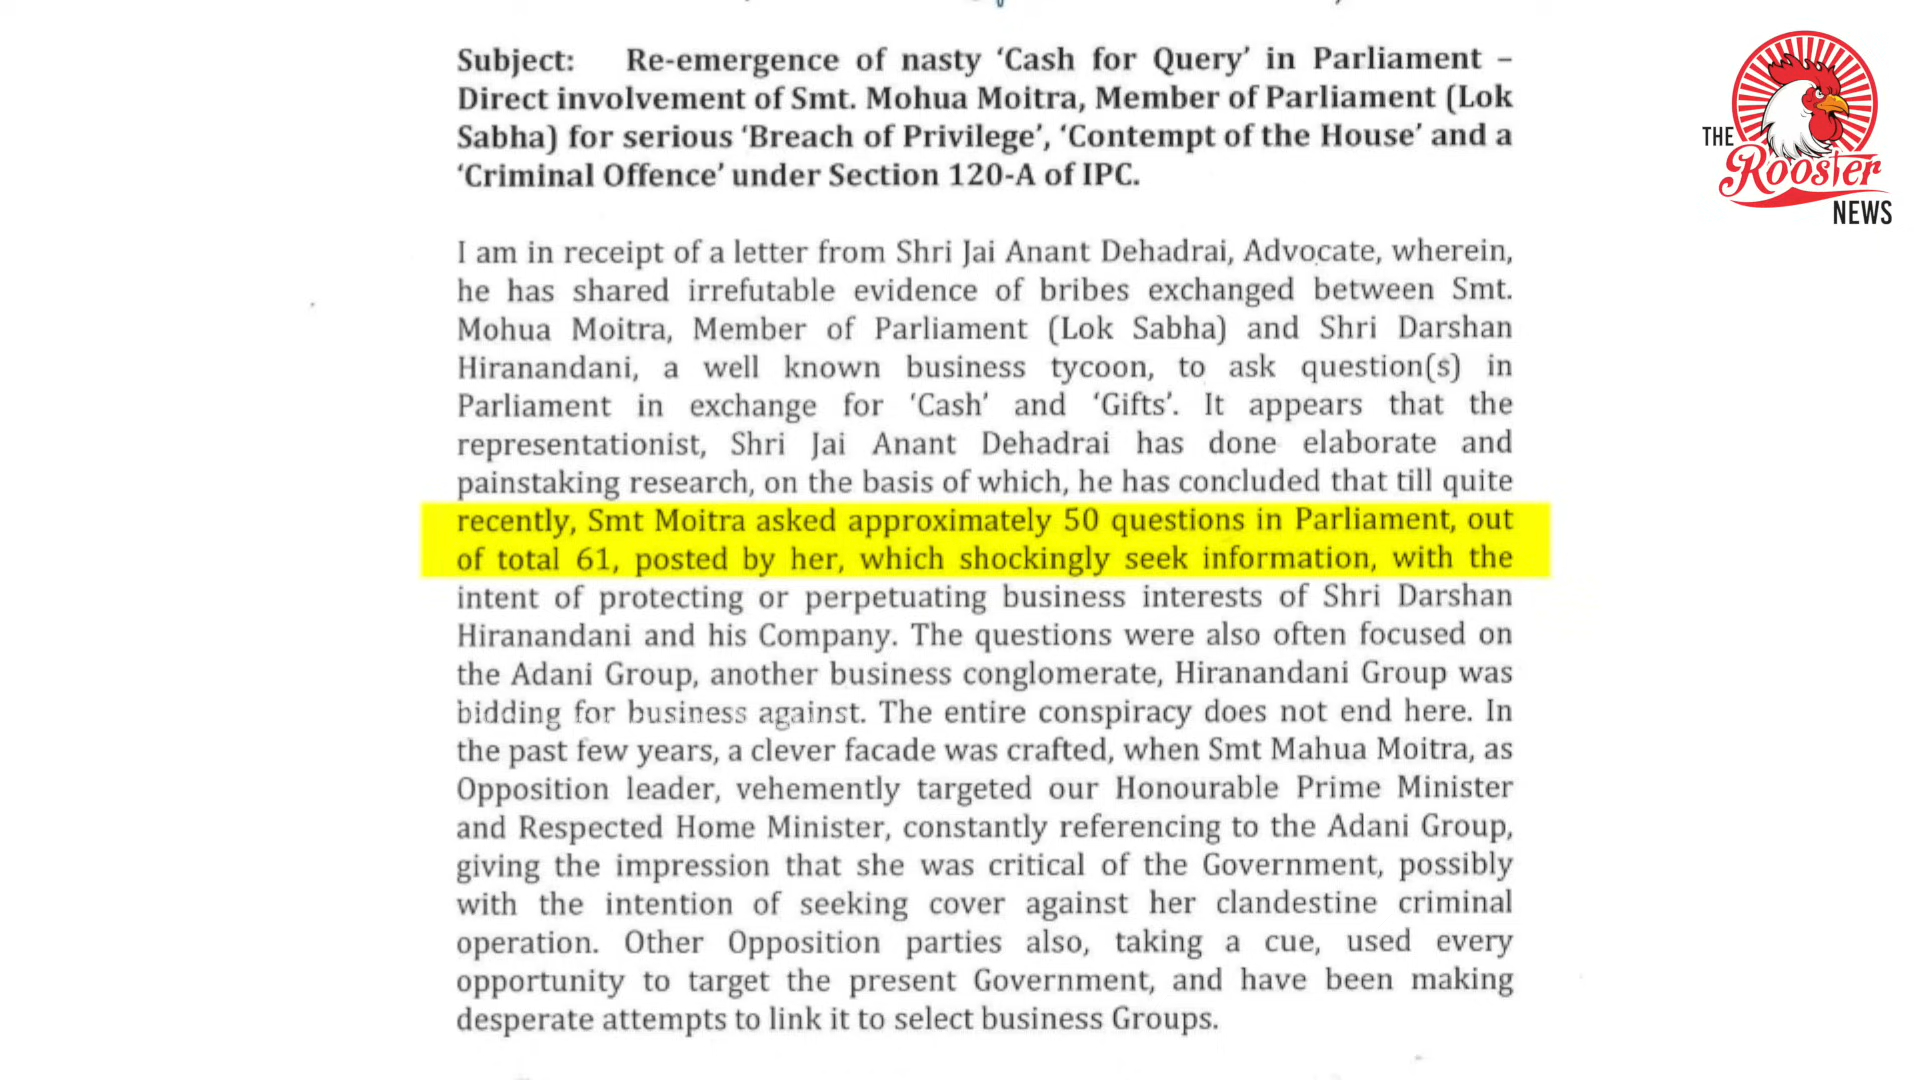 Subject: Re-emergence of nasty ‘Cash for Query’ in Parliament –
Direct involvement of Smt. Mohua Moitra, Member of Parliament (Lok
Sabha) for serious ‘Breach of Privilege’, ‘Contempt of the House’ and a
‘Criminal Offence’ under Section 120-A of IPC.
I am in receipt of a letter from Shri Jai Anant Dehadrai, Advocate, wherein,
he has shared irrefutable evidence of bribes exchanged between Smt.
Mohua Moitra, Member of Parliament (Lok Sabha) and Shri Darshan
Hiranandani, a well known business tycoon, to ask question(s) in
Parliament in exchange for ‘Cash’ and ‘Gifts’. It appears that the
representationist, Shri Jai Anant Dehadrai has done elaborate and
painstaking research, on the basis of which, he has concluded that till quite
recently, Smt Moitra asked approximately 50 questions in Parliament, out
of total 61, posted by her, which shockingly seek information, with the
intent of protecting or perpetuating business interests of Shri Darshan
Hiranandani and his Company. The questions were also often focused on
the Adani Group, another business conglomerate, Hiranandani Group was
bidding for business against. The entire conspiracy does not end here. In
the past few years, a clever facade was crafted, when Smt Mahua Moitra, as
Opposition leader, vehemently targeted our Honourable Prime Minister
and Respected Home Minister, constantly referencing to the Adani Group,
giving the impression that she was critical of the Government, possibly
with the intention of seeking cover against her clandestine criminal
operation. Other Opposition parties also, taking a cue, used every
opportunity to target the present Government, and have been making
desperate attempts to link it to select business Groups.
THE
Rooster
NEWS